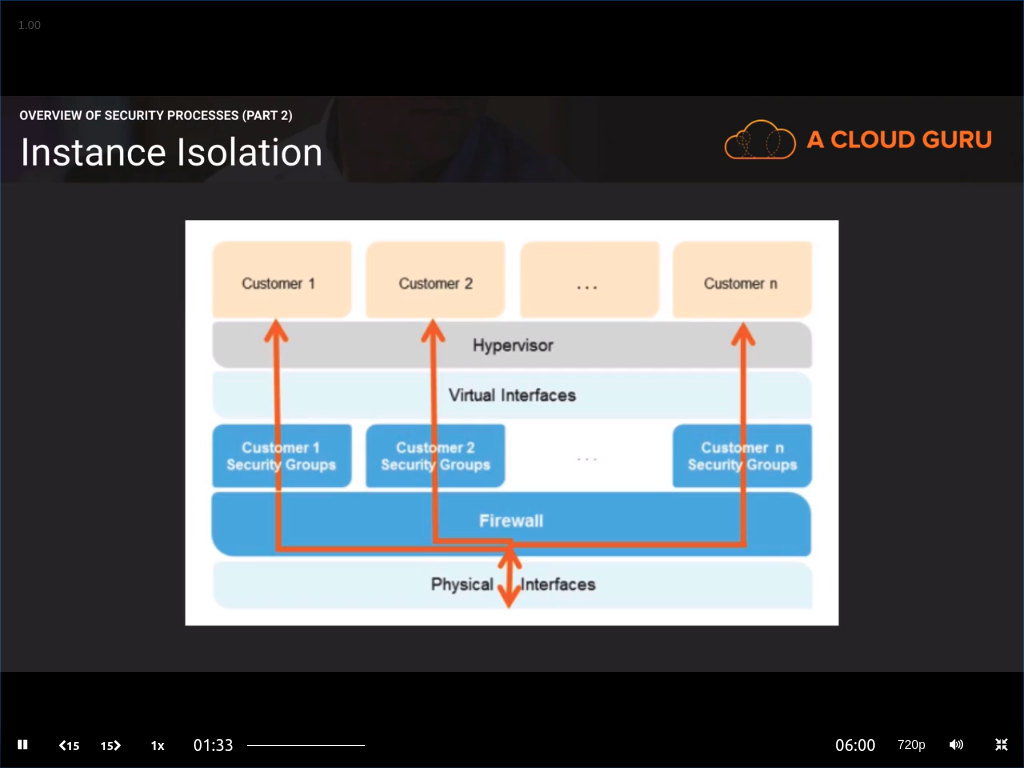 1.00
OVERVIEW OF SECURITY PROCESSES (PART 2)
Instance Isolation
A CLOUD GURU
Customer 1
Customer 2
...
Customer n
Hypervisor
Virtual Interfaces
Customer 1
Security Groups
Customer 2
Security Groups
...
Customer n
Security Groups
Firewall
Physical Interfaces
15
15
1x
01:33
06:00
720p